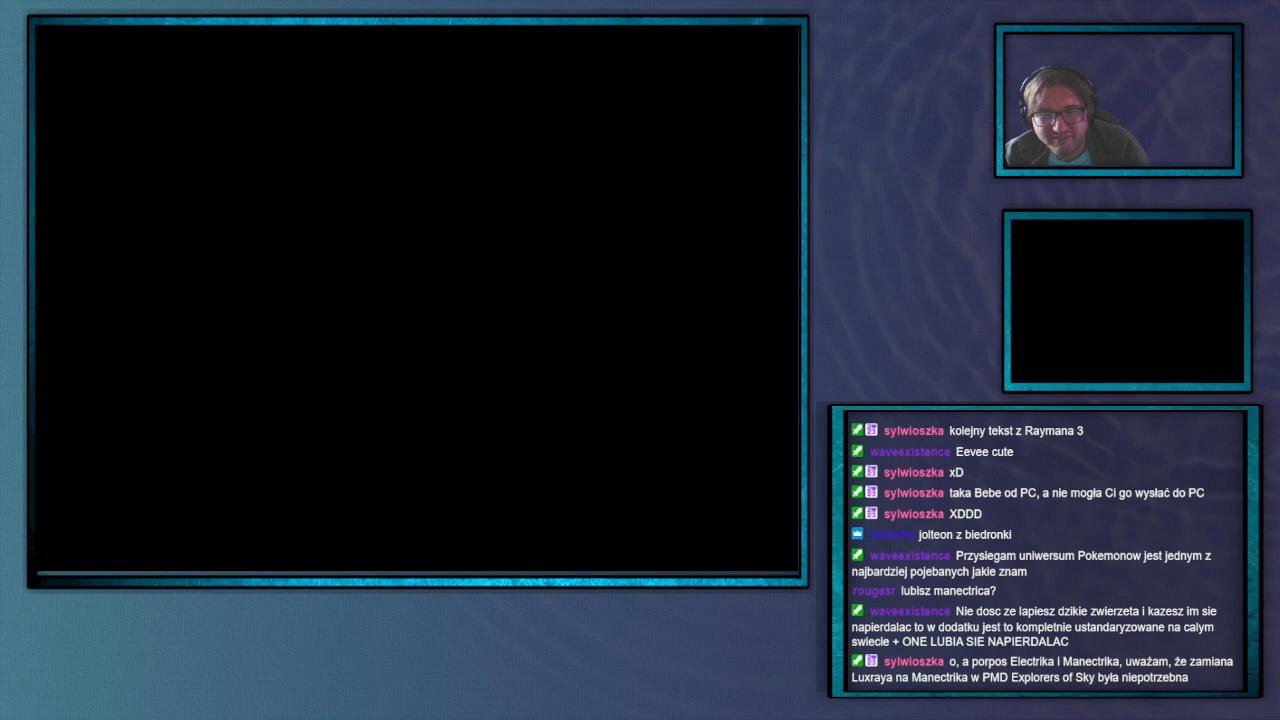 sylwioszka kolejny tekst z Raymana 3
waveexistence Eevee cute
sylwioszka xD
sylwioszka taka Bebe od PC, a nie mogła Ci go wysłać do PC
sylwioszka XDDD
jolteon z biedronki
waveexistence Przysiegam uniwersum Pokemonow jest jednym z
najbardziej pojebanych jakie znam
rougasr lubisz manectrica?
waveexistence Nie dosc ze lapiesz dzikie zwierzeta i kazesz im sie
napierdalac to w dodatku jest to kompletnie ustandaryzowane na calym
swiecie + ONE LUBIA SIE NAPIERDALAC
sylwioszka o, a porpos Electrika i Manectrika, uważam, że zamiana
Luxraya na Manectrika w PMD Explorers of Sky była niepotrzebna